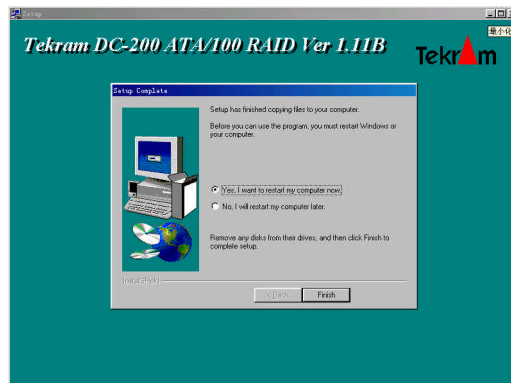 Setup
最小化
Tekram DC-200 ATA/100 RAID Ver 1.11B
Tekram
Setup Complete
Setup has finished copying files to your computer.
Before you can use the program, you must restart Windows or
your computer.
Yes, I want to restart my computer now.
No, I will restart my computer later.
Remove any disks from their drives, and then click Finish to
complete setup.
InstallShield
< Back
Finish